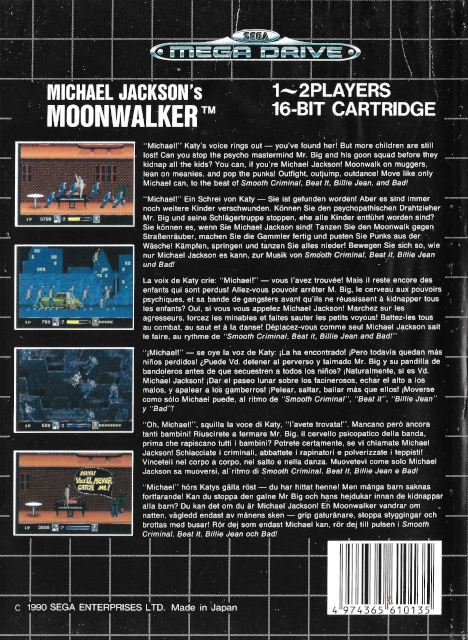 SEGA
MEGA DRIVE
MICHAEL JACKSON's
MOONWALKER™
1~2PLAYERS
16-BIT CARTRIDGE
"Michael!" Katy's voice rings out — you've found her! But more children are still
lost! Can you stop the psycho mastermind Mr. Big and his goon squad before they
kidnap all the kids? You can, if you're Michael Jackson! Moonwalk on muggers,
lean on meanies, and pop the punks! Outfight, outjump, outdance! Move like only
Michael can, to the beat of Smooth Criminal, Beat It, Billie Jean, and Bad!
"Michael!" Ein Schrei von Katy — Sie ist gefunden worden! Aber es sind immer
noch weitere Kinder verschwunden. Können Sie den psychopathischen Drahtzieher
Mr. Big und seine Schlägertruppe stoppen, ehe alle Kinder entführt worden sind?
Sie können es, wenn Sie Michael Jackson sind! Tanzen Sie den Moonwalk gegen
Straßenräuber, machen Sie die Gammler fertig und pusten Sie Punks aus der
Wäsche! Kämpfen, springen und tanzen Sie alles nieder! Bewegen Sie sich so, wie
nur Michael Jackson es kann, zur Musik von Smooth Criminal, Beat It, Billie Jean
und Bad!
La voix de Katy crie: "Michael!" — vous l'avez trouvée! Mais il reste encore des
enfants qui sont perdus! Allez-vous pouvoir arrêter M. Big, le cerveau aux pouvoirs
psychiques, et sa bande de gangsters avant qu'ils ne réussissent à kidnapper tous
les enfants? Oui, si vous vous appelez Michael Jackson! Marchez sur les
agresseurs, forcez les minables et faites sauter les petits voyous! Battez-les tous
au combat, au saut et à la danse! Déplacez-vous comme seul Michael Jackson sait
le faire, au rythme de "Smooth Criminal, Beat It, Billie Jean and Bad!"
"¡Michael!" — se oye la voz de Katy: ¡La ha encontrado! ¡Pero todavía quedan más
niños perdidos! ¿Puede Vd. detener al perverso y taimado Mr. Big y su pandilla de
bandoleros antes de que secuestren a todos los niños? ¡Naturalmente, si es Vd.
Michael Jackson! ¡Dar el paseo lunar sobre los facinerosos, echar el alto a los
malos, y apalear a los gamberros! ¡Pelear, saltar, bailar más que ellos! ¡Moverse
como sólo Michael puede, al ritmo de "Smooth Criminal", "Beat it", "Billie Jean"
y "Bad"!
"Oh, Michael!", squilla la voce di Katy, "l'avete trovata!". Mancano però ancora
tanti bambini! Riuscirete a fermare Mr. Big, il cervello psicopatico della banda,
prima che rapiscano tutti i bambini? Potrete certamente, se vi chiamate Michael
Jackson! Schiacciate i criminali, abbattete i rapinatori e polverizzate i teppisti!
Vinceteli nel corpo a corpo, nel salto e nella danza. Muovetevi come solo Michael
Jackson sa muoversi, al ritmo di Smooth Criminal, Beat It, Billie Jean e Bad!
"Michael" hörs Katys gälla röst — du har hittat henne! Men många barn saknas
fortfarande! Kan du stoppa den galne Mr Big och hans hejdukar innan de kidnappar
alla barn? Du kan det om du är Michael Jackson! En Moonwalker vandrar om
natten, vägledd endast av månens sken — grip gaturånare, stoppa styggingar och
brottas med busar! Rör dej som endast Michael kan, rör dej till pulsen i Smooth
Criminal, Beat It, Billie Jean och Bad!
HAHA!
YOU'LL NEVER
CATCH ME!
4 974365 610135
© 1990 SEGA ENTERPRISES LTD. Made in Japan